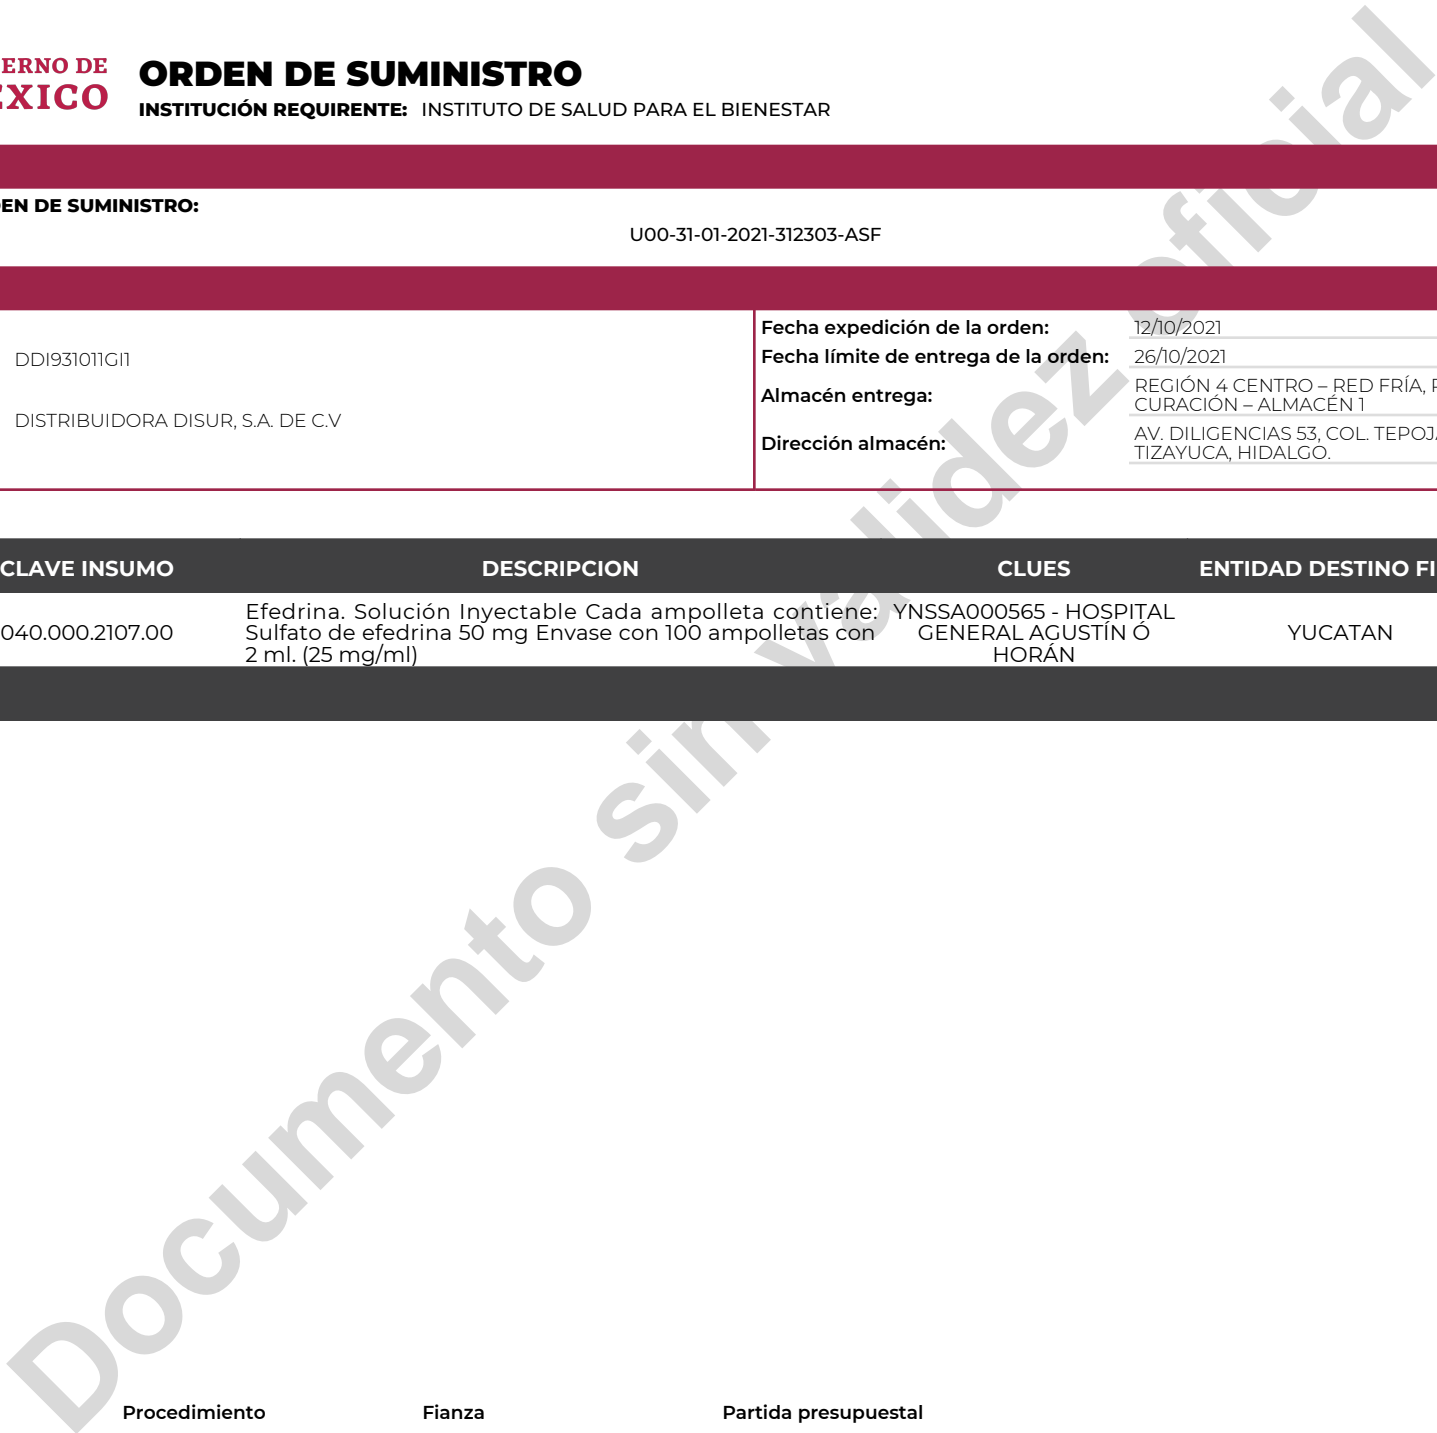 ERNO DE
ÉXICO
ORDEN DE SUMINISTRO
INSTITUCIÓN REQUIRENTE: INSTITUTO DE SALUD PARA EL BIENESTAR
EN DE SUMINISTRO:
U00-31-01-2021-312303-ASF
DDI931011GI1
DISTRIBUIDORA DISUR, S.A. DE C.V
Fecha expedición de la orden: 12/10/2021
Fecha límite de entrega de la orden: 26/10/2021
Almacén entrega: REGIÓN 4 CENTRO – RED FRÍA,
CURACIÓN – ALMACÉN 1
Dirección almacén: AV. DILIGENCIAS 53, COL. TEPOJ
TIZAYUCA, HIDALGO.
CLAVE INSUMO DESCRIPCION CLUES ENTIDAD DESTINO FI
040.000.2107.00
Efedrina. Solución Inyectable Cada ampolleta contiene:
Sulfato de efedrina 50 mg Envase con 100 ampolletas con
2 ml. (25 mg/ml)
YNSSA000565 - HOSPITAL
GENERAL AGUSTÍN Ó
HORÁN
YUCATAN
Procedimiento Fianza Partida presupuestal
Documento sin validez oficial